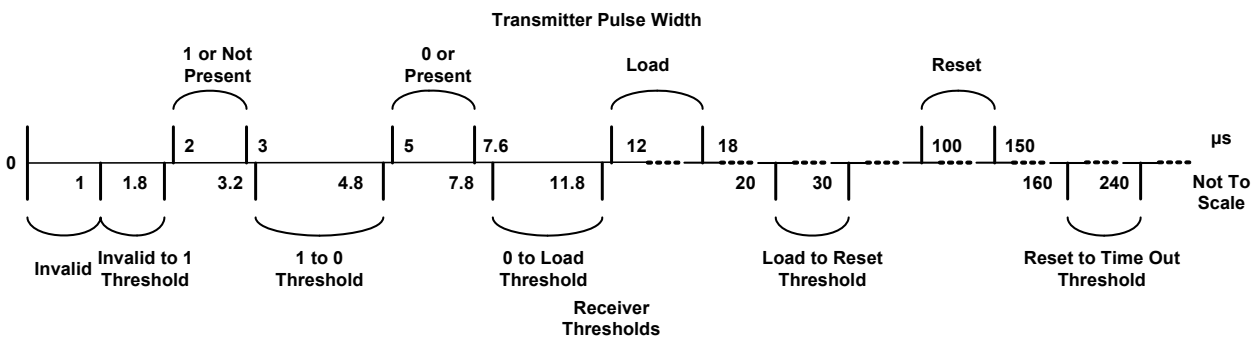 Transmitter Pulse Width
1 or Not
Present
0 or
Present
Load
Reset
2
3
5
7.6
12
18
100
150
µs
0
1
1.8
3.2
4.8
7.8
11.8
20
30
160
240
Not To
Scale
Invalid
Invalid to 1
Threshold
1 to 0
Threshold
0 to Load
Threshold
Load to Reset
Threshold
Reset to Time Out
Threshold
Receiver
Thresholds